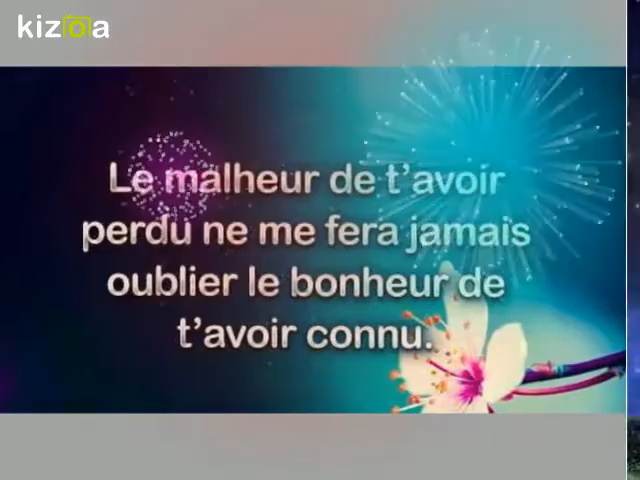 kizoa
Le malheur de t'avoir
perdu ne me fera jamais
oublier le bonheur de
t'avoir connu.